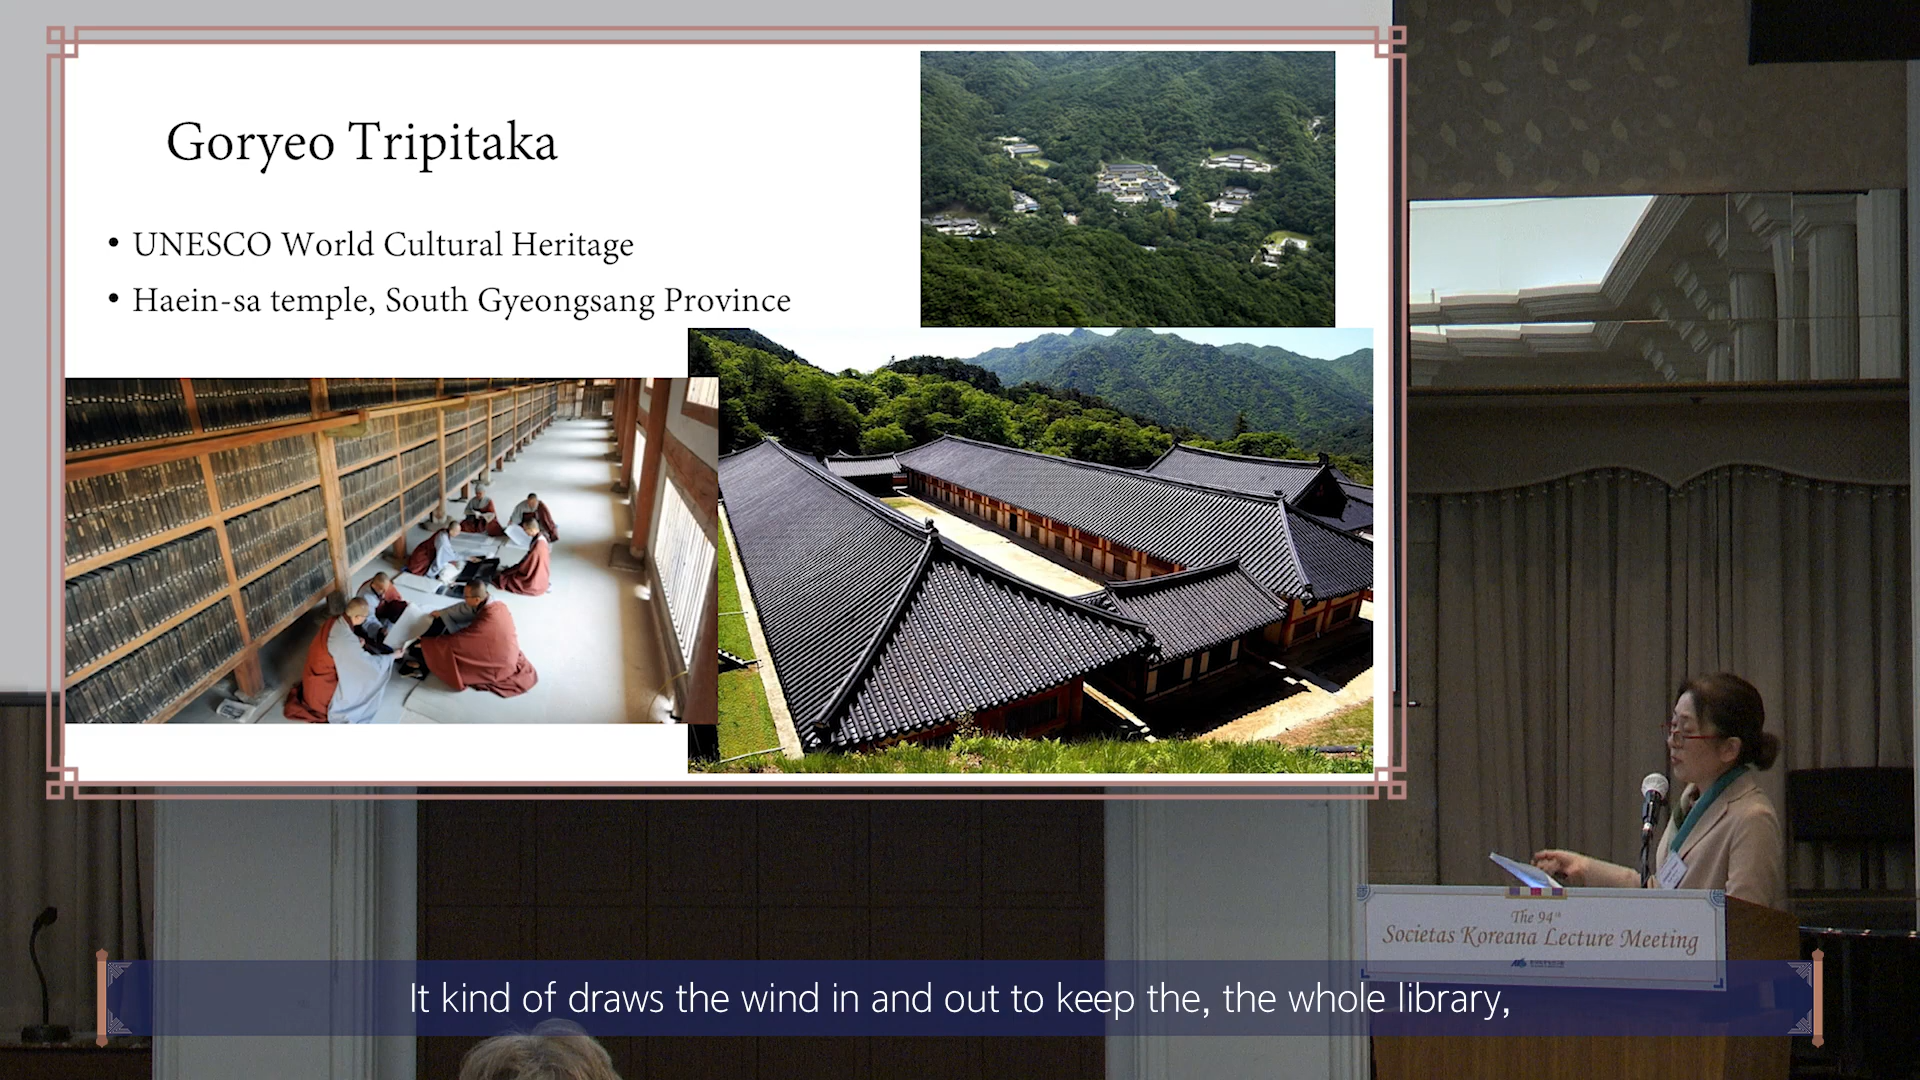 Goryeo Tripitaka
• UNESCO World Cultural Heritage
• Haein-sa temple, South Gyeongsang Province
The 94th
Societas Koreana Lecture Meeting
It kind of draws the wind in and out to keep the, the whole library,